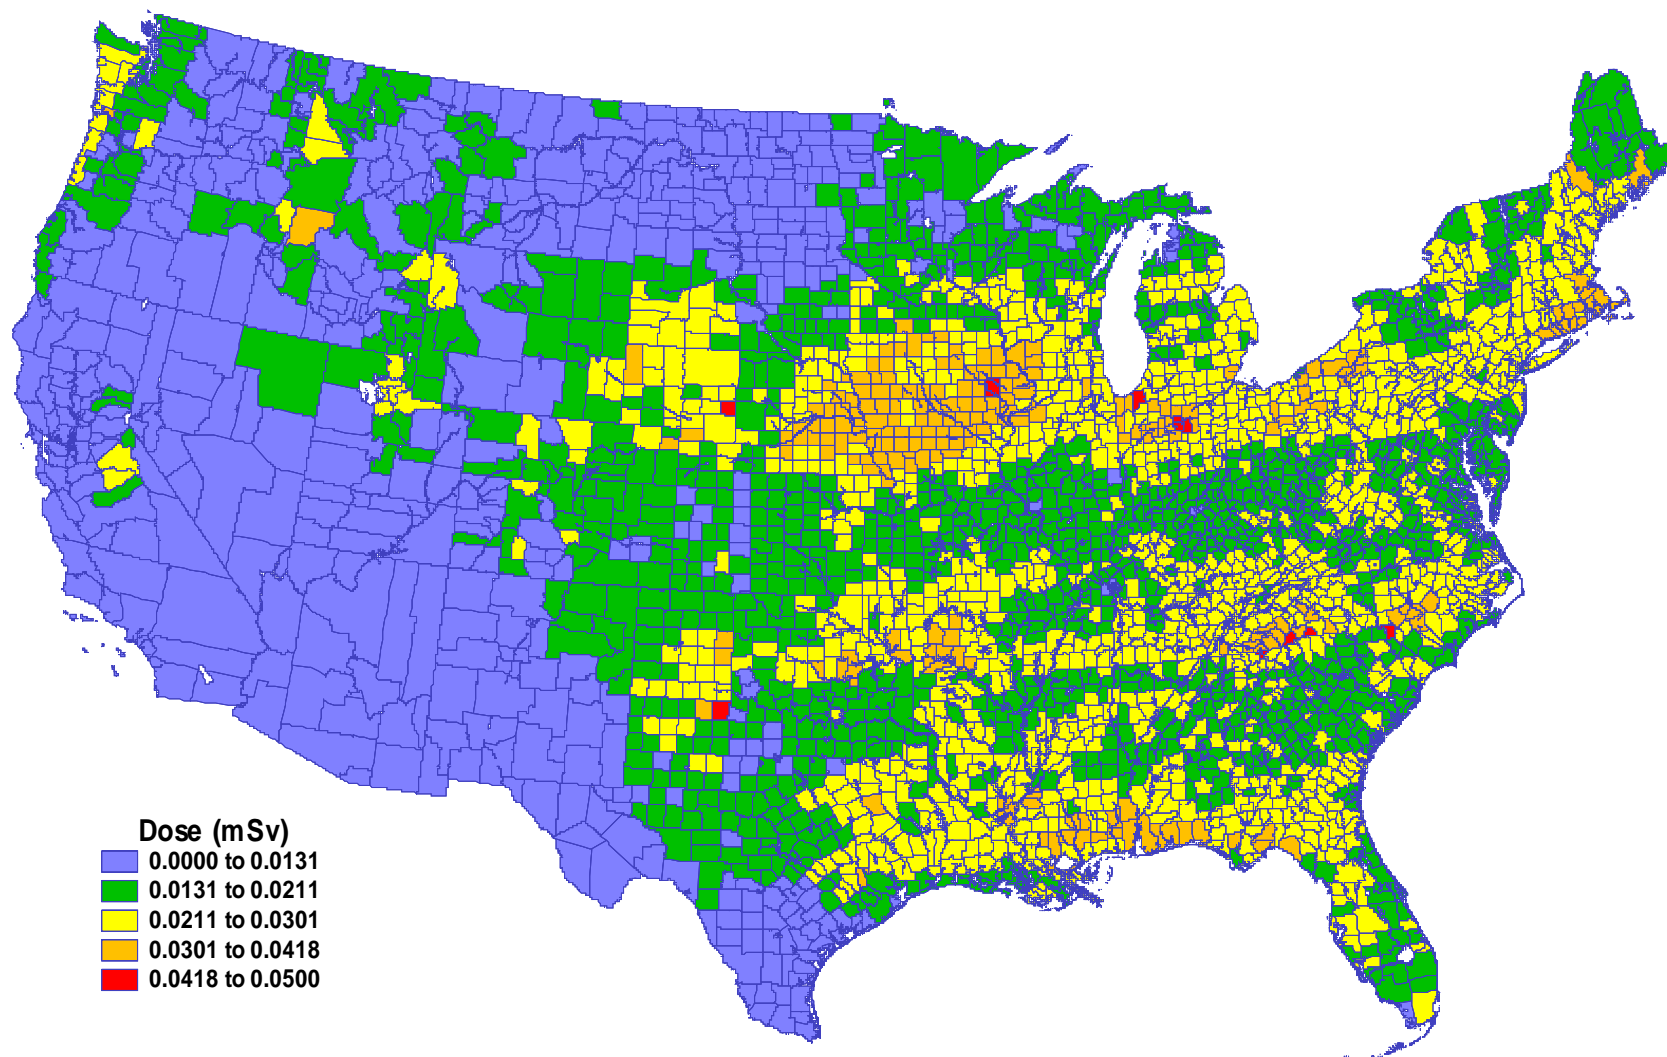 Dose (mSv)
0.0000 to 0.0131
0.0131 to 0.0211
0.0211 to 0.0301
0.0301 to 0.0418
0.0418 to 0.0500